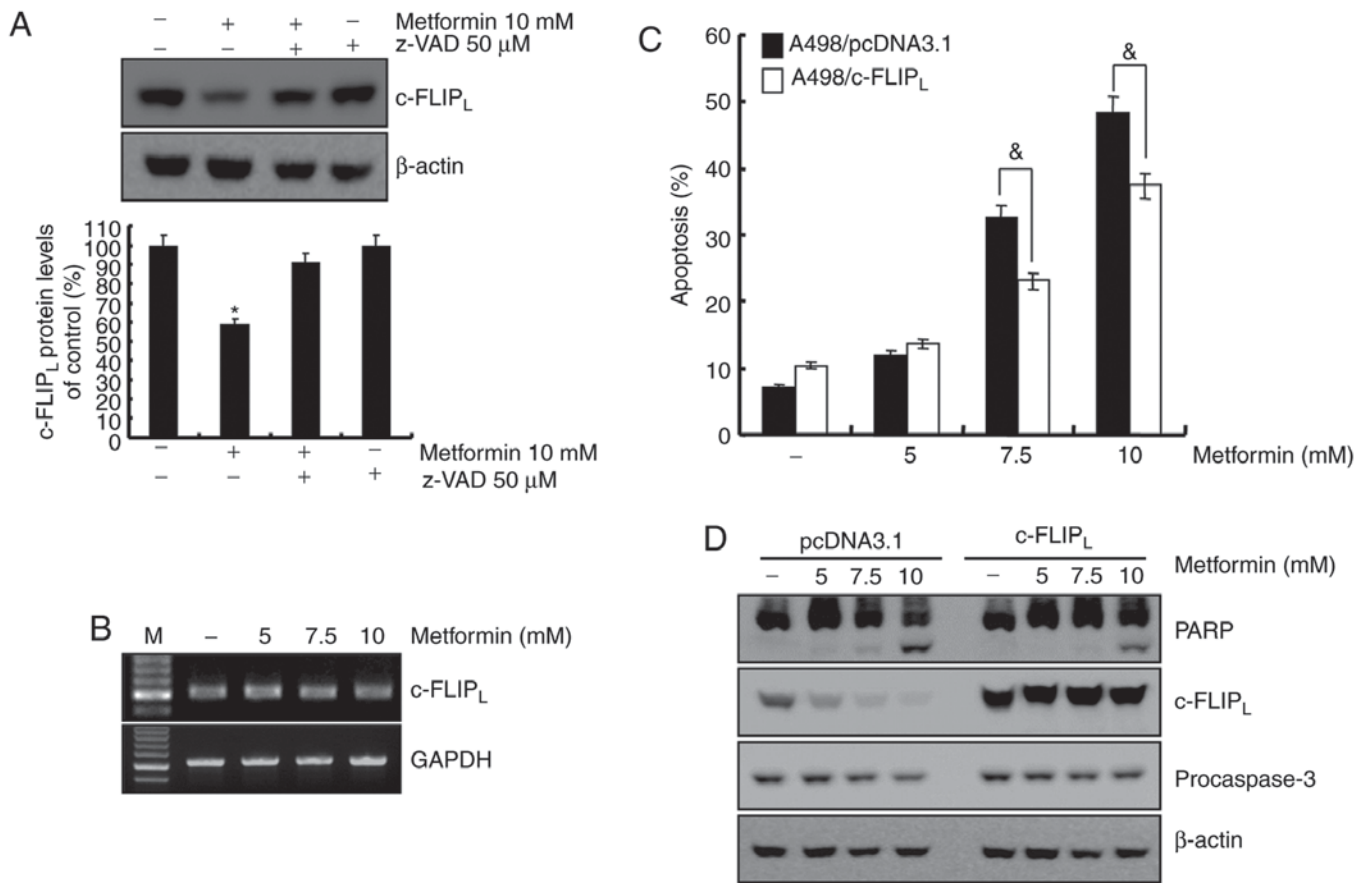 A
– + + – Metformin 10 mM
– – + + z-VAD 50 µM
c-FLIPL
β-actin
c-FLIPL protein levels
of control (%)
110
100
90
80
70
60
50
40
30
20
10
0
*
– + + – Metformin 10 mM
– – + + z-VAD 50 µM
B
M – 5 7.5 10 Metformin (mM)
c-FLIPL
GAPDH
C
A498/pcDNA3.1
A498/c-FLIPL
Apoptosis (%)
60
50
40
30
20
10
0
&
&
– 5 7.5 10 Metformin (mM)
D
pcDNA3.1 c-FLIPL
– 5 7.5 10 – 5 7.5 10 Metformin (mM)
PARP
c-FLIPL
Procaspase-3
β-actin